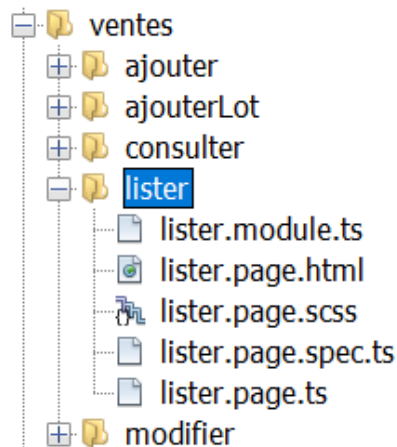 ventes
ajouter
ajouterLot
consulter
lister
lister.module.ts
lister.page.html
lister.page.scss
lister.page.spec.ts
lister.page.ts
modifier